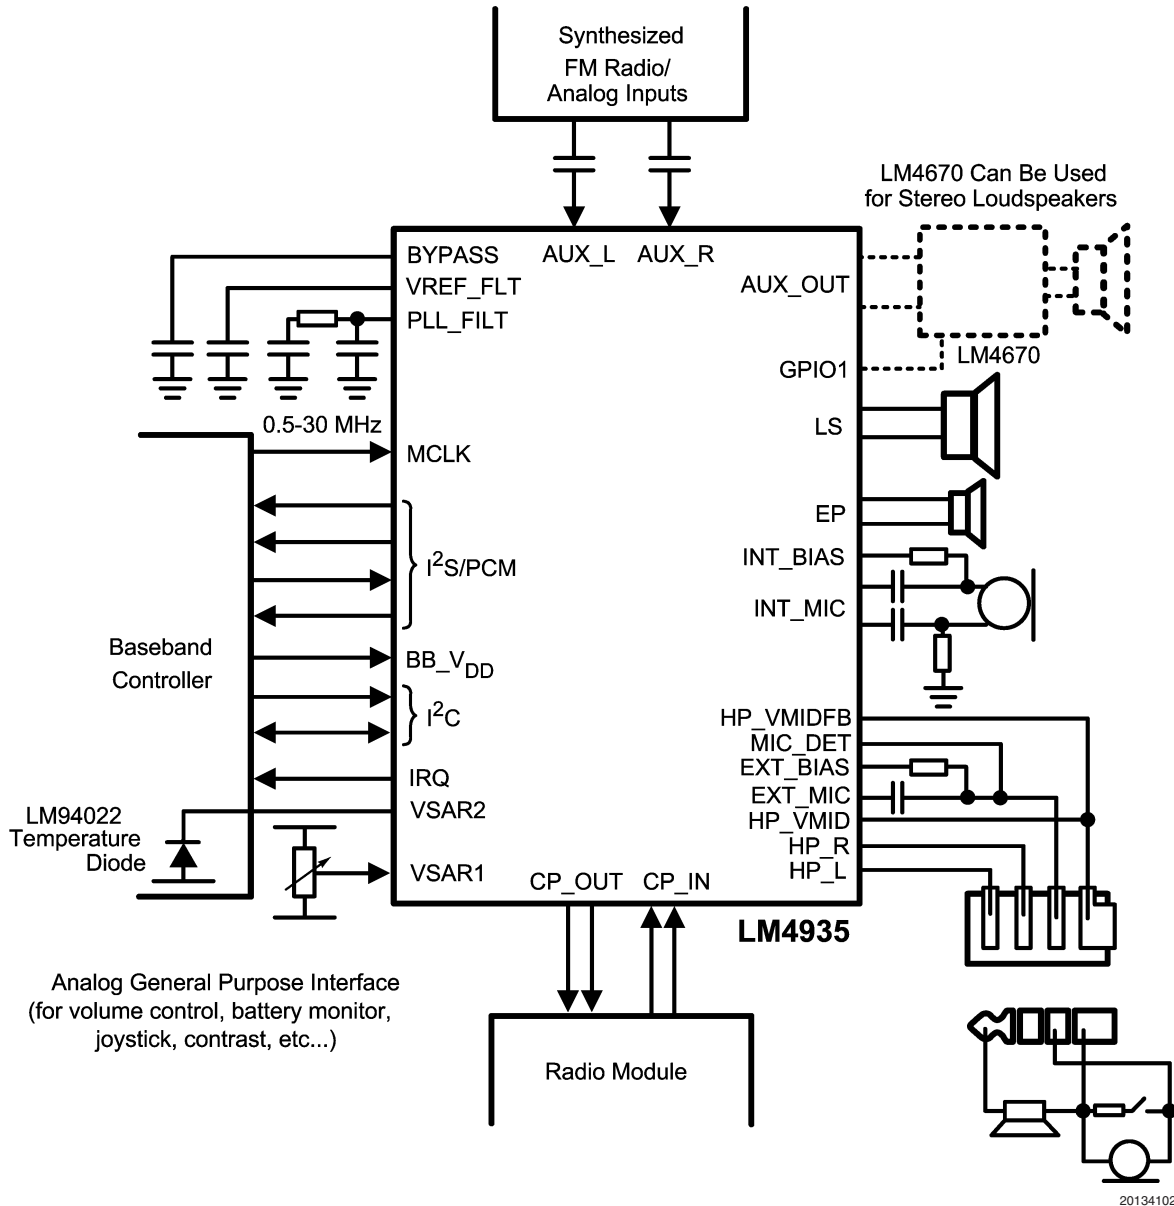 Synthesized
FM Radio/
Analog Inputs
LM4670 Can Be Used
for Stereo Loudspeakers
BYPASS
AUX_L
AUX_R
VREF_FLT
AUX_OUT
PLL_FILT
LM4670
GPIO1
0.5-30 MHz
LS
MCLK
EP
INT_BIAS
I²S/PCM
INT_MIC
Baseband
Controller
BB_V_DD
I²C
HP_VMIDFB
MIC_DET
EXT_BIAS
IRQ
EXT_MIC
VSAR2
HP_VMID
LM94022
Temperature
Diode
HP_R
HP_L
VSAR1
CP_OUT
CP_IN
LM4935
Analog General Purpose Interface
(for volume control, battery monitor,
joystick, contrast, etc...)
Radio Module
20134102